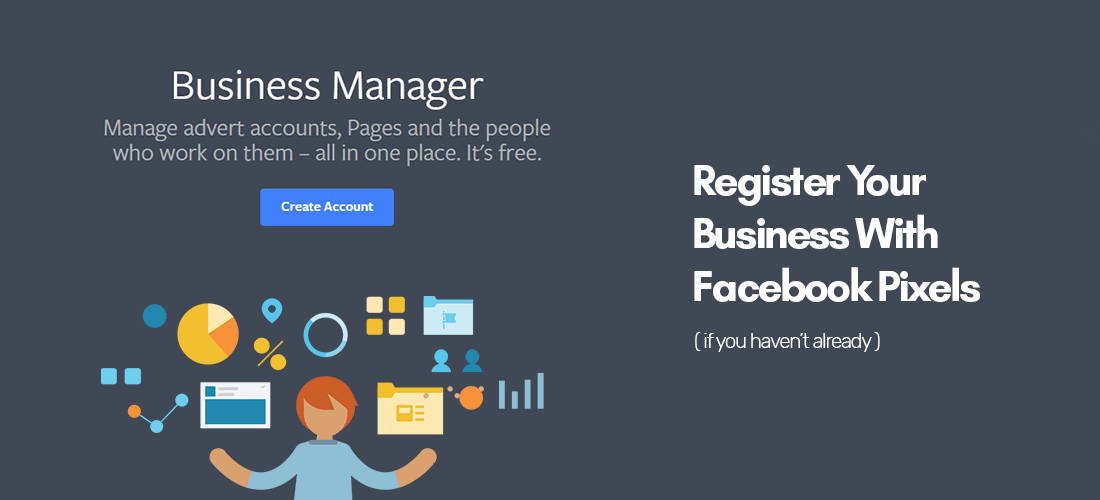 Business Manager
Manage advert accounts, Pages and the people
who work on them – all in one place. It's free.
Create Account
Register Your
Business With
Facebook Pixels
( if you haven't already )